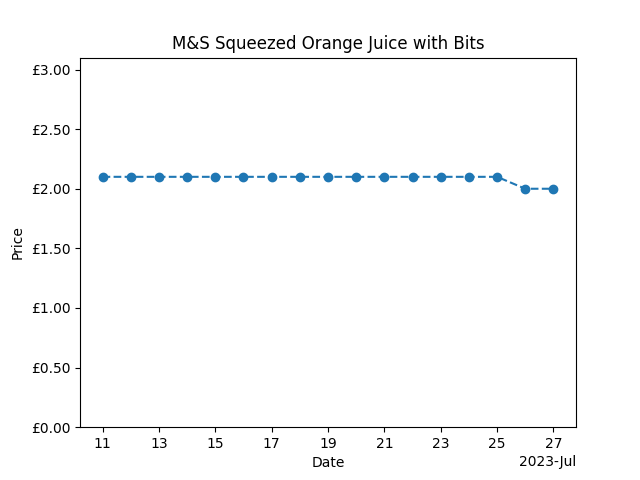 M&S Squeezed Orange Juice with Bits
£3.00
£2.50
£2.00
£1.50
£1.00
£0.50
£0.00
Price
11 13 15 17 19 21 23 25 27
Date
2023-Jul